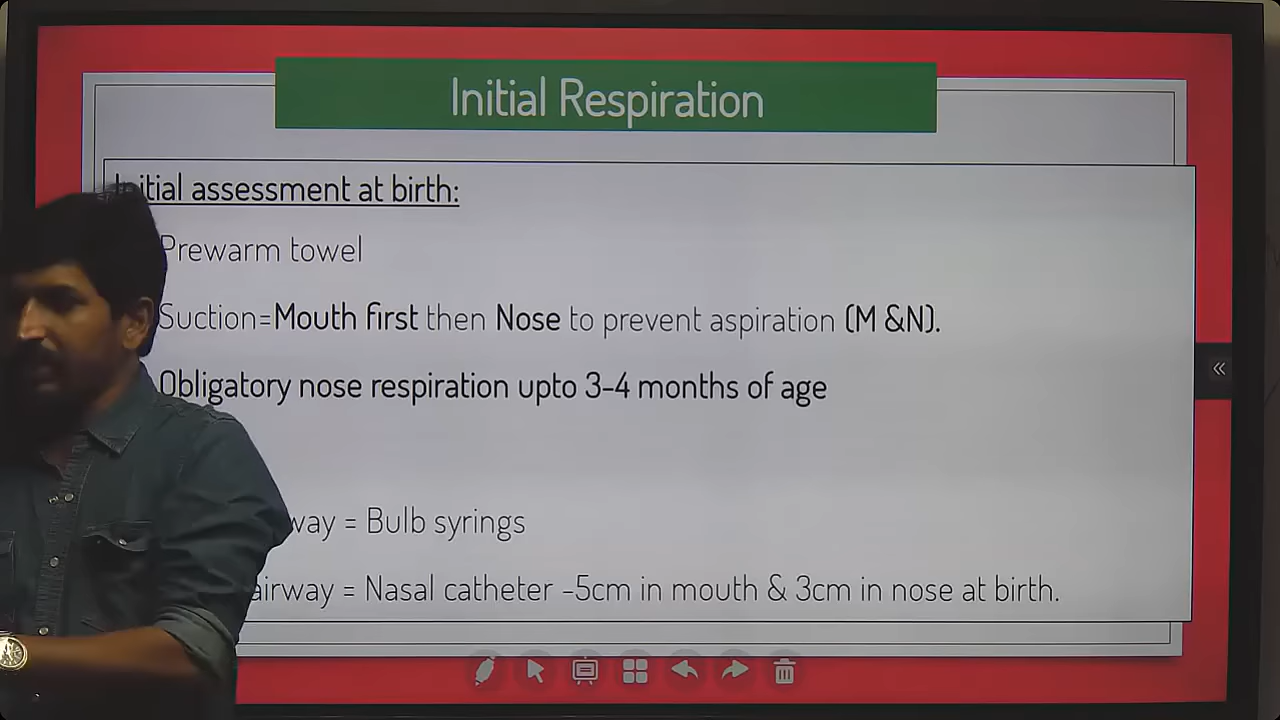 Initial Respiration
Initial assessment at birth:
Prewarm towel
Suction=Mouth first then Nose to prevent aspiration (M &N).
Obligatory nose respiration upto 3-4 months of age
way = Bulb syrings
airway = Nasal catheter -5cm in mouth & 3cm in nose at birth.